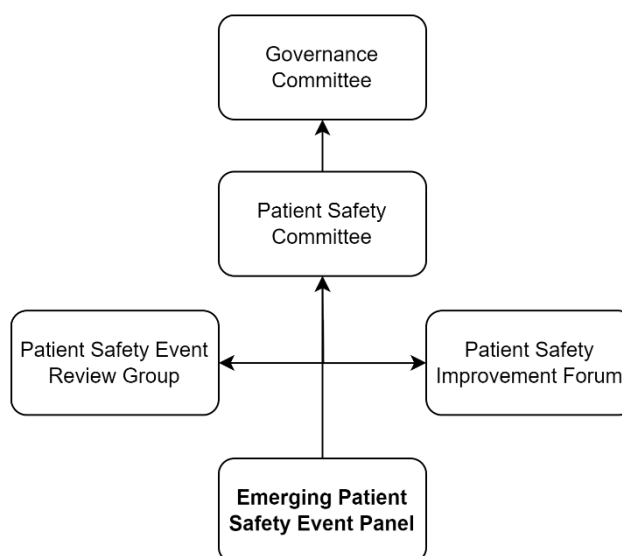 Governance
Committee
Patient Safety
Committee
Patient Safety Event
Review Group
Patient Safety
Improvement Forum
Emerging Patient
Safety Event Panel